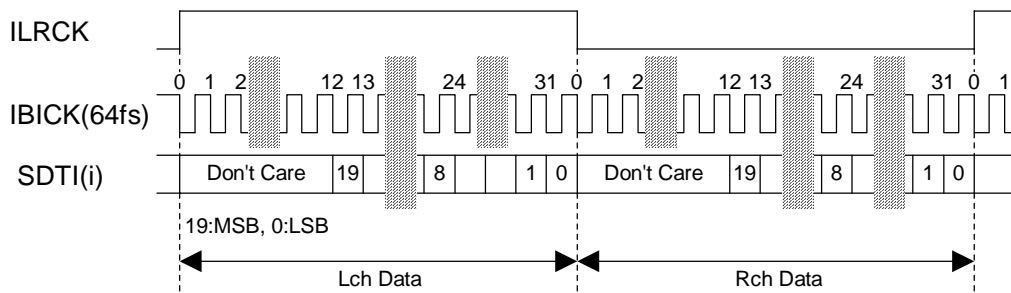 ILRCK
0 1 2 12 13 24 31 0 1 2 12 13 24 31 0 1
IBICK(64fs)
SDTI(i) Don't Care 19 8 1 0 Don't Care 19 8 1 0
19:MSB, 0:LSB
Lch Data Rch Data